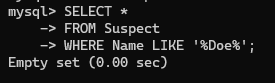 mysql> SELECT *
    -> FROM Suspect
    -> WHERE Name LIKE '%Doe%';
Empty set (0.00 sec)